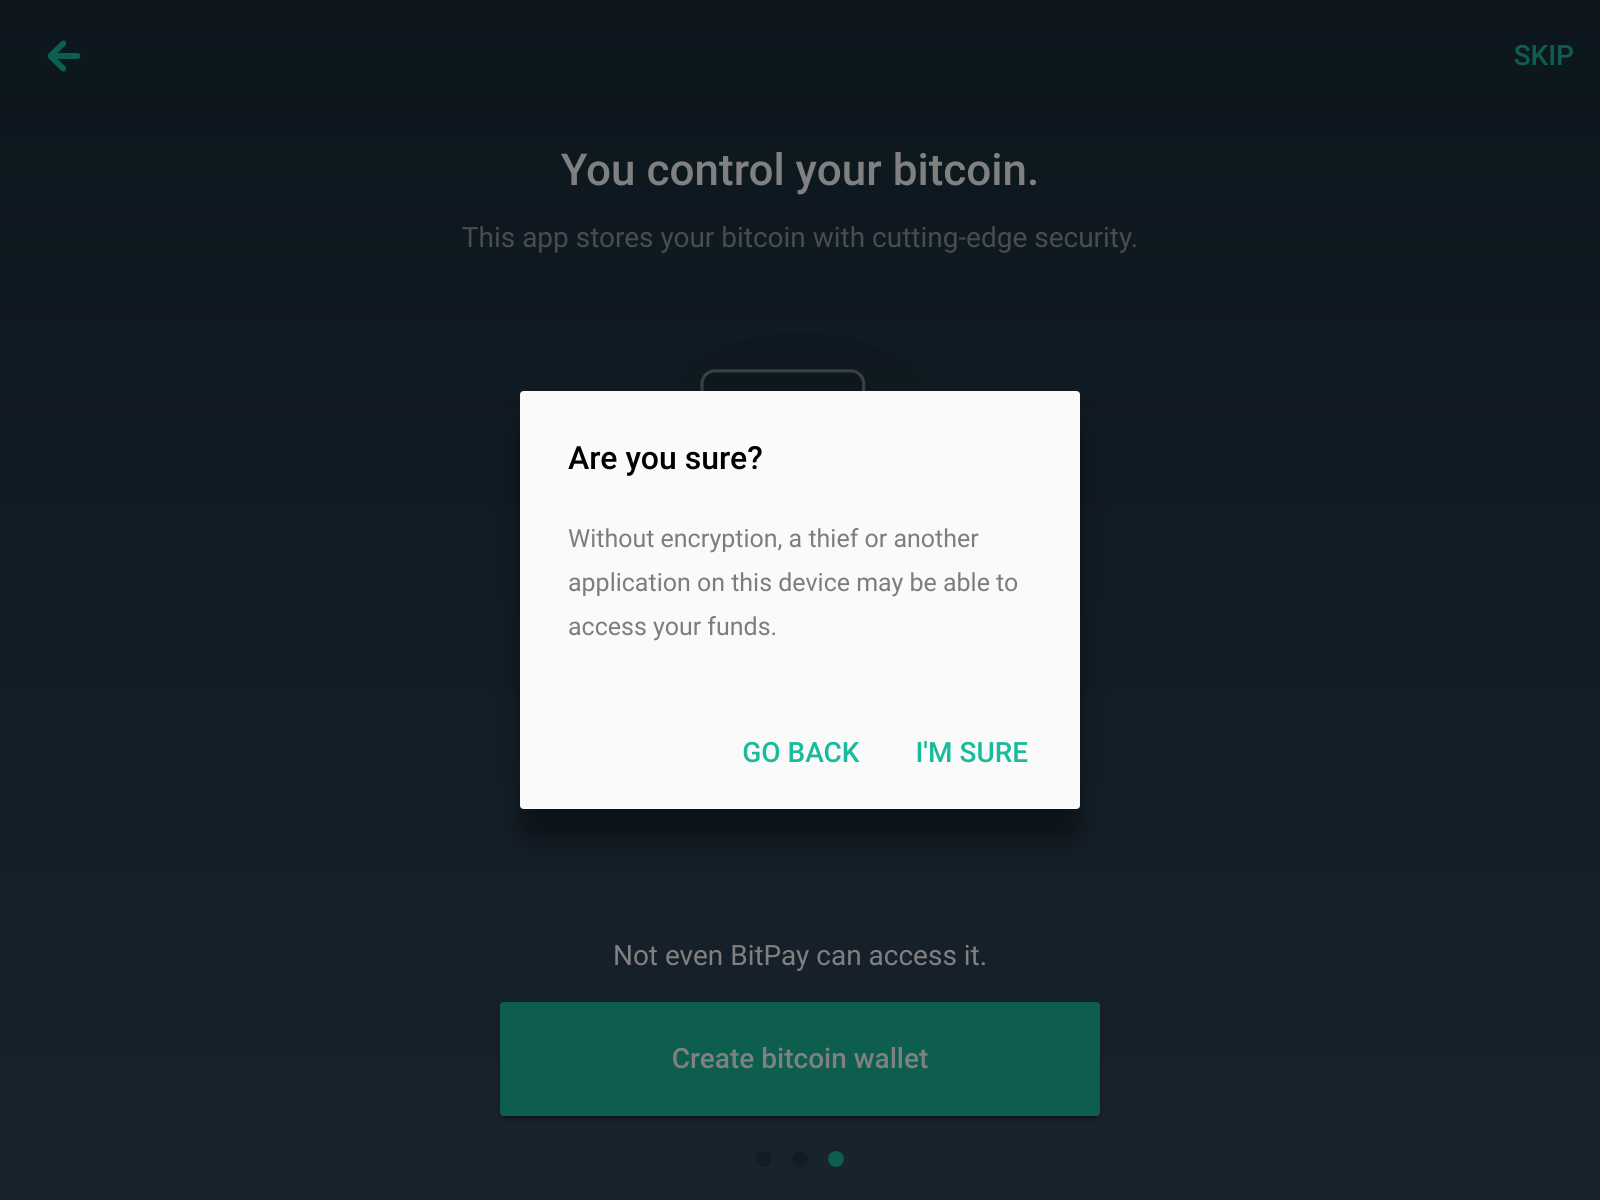 SKIP
You control your bitcoin.
This app stores your bitcoin with cutting-edge security.
Are you sure?
Without encryption, a thief or another
application on this device may be able to
access your funds.
GO BACK
I'M SURE
Not even BitPay can access it.
Create bitcoin wallet